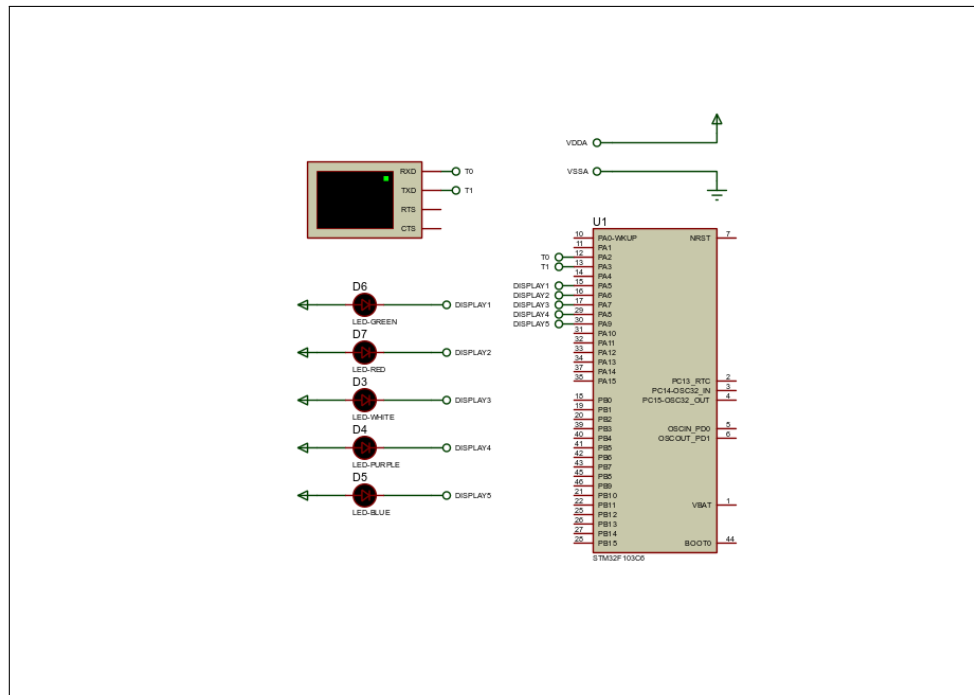 VDDA
VSSA
RXD
TXD
RTS
CTS
T0
T1
U1
10 PA0-WKUP
11 PA1
T0 12 PA2
T1 13 PA3
14 PA4
DISPLAY1 15 PA5
DISPLAY2 16 PA6
DISPLAY3 17 PA7
DISPLAY4 29 PA8
DISPLAY5 30 PA9
31 PA10
32 PA11
33 PA12
34 PA13
37 PA14
38 PA15
18 PB0
19 PB1
20 PB2
39 PB3
40 PB4
41 PB5
42 PB6
43 PB7
45 PB8
46 PB9
21 PB10
22 PB11
25 PB12
26 PB13
27 PB14
28 PB15
NRST 7
PC13_RTC 2
PC14-OSC32_IN 3
PC15-OSC32_OUT 4
OSCIN_PD0 5
OSCOUT_PD1 6
VBAT 1
BOOT0 44
STM32F103C6
D6
DISPLAY1
LED-GREEN
D7
DISPLAY2
LED-RED
D3
DISPLAY3
LED-WHITE
D4
DISPLAY4
LED-PURPLE
D5
DISPLAY5
LED-BLUE